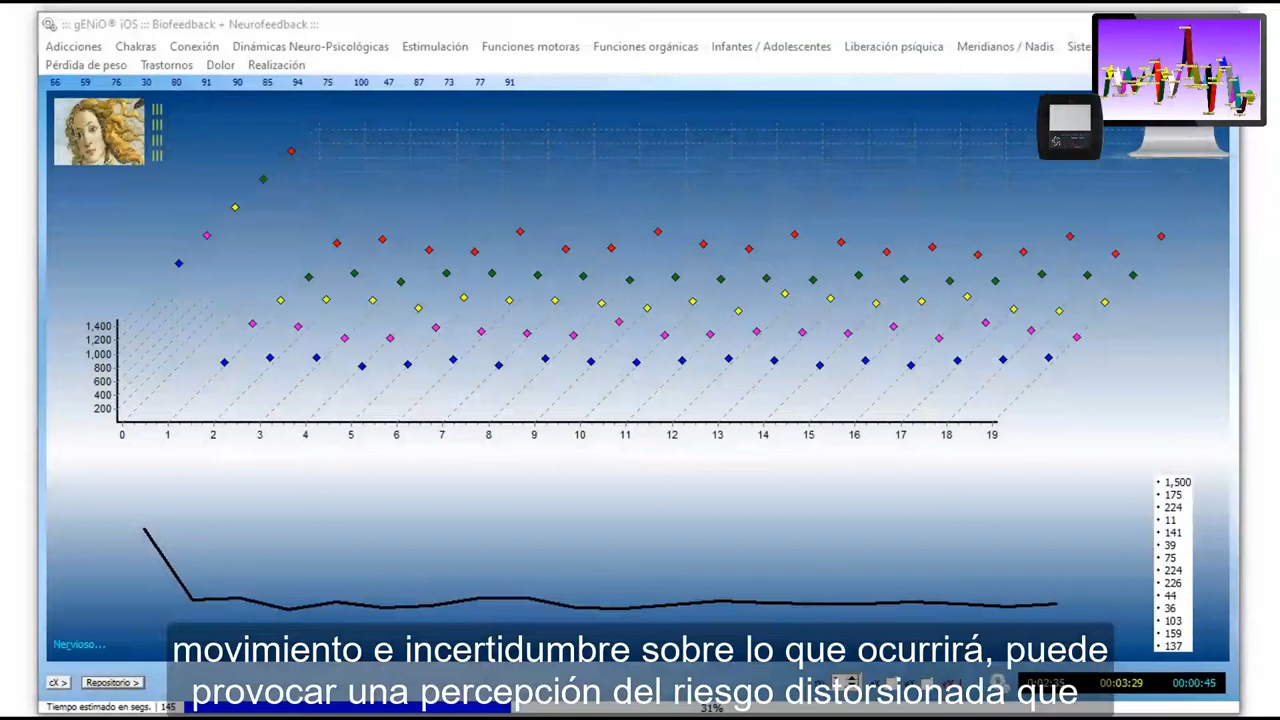 ::: gENiO® iOS ::: Biofeedback + Neurofeedback :::
Adicciones Chakras Conexión Dinámicas Neuro-Psicológicas Estimulación Funciones motoras Funciones orgánicas Infantes / Adolescentes Liberación psíquica Meridianos / Nadis Siste
Pérdida de peso Trastornos Dolor Realización
66 59 76 30 80 91 90 85 94 75 100 47 87 73 77 91
1,400
1,200
1,000
800
600
400
200
0 1 2 3 4 5 6 7 8 9 10 11 12 13 14 15 16 17 18 19
1,500
175
224
11
141
39
75
224
226
44
36
103
159
137
Nervioso...
movimiento e incertidumbre sobre lo que ocurrirá, puede
provocar una percepción del riesgo distorsionada que
cX > Repositorio > 0:02:35 00:03:29 00:00:45
Tiempo estimado en segs. | 145 31%